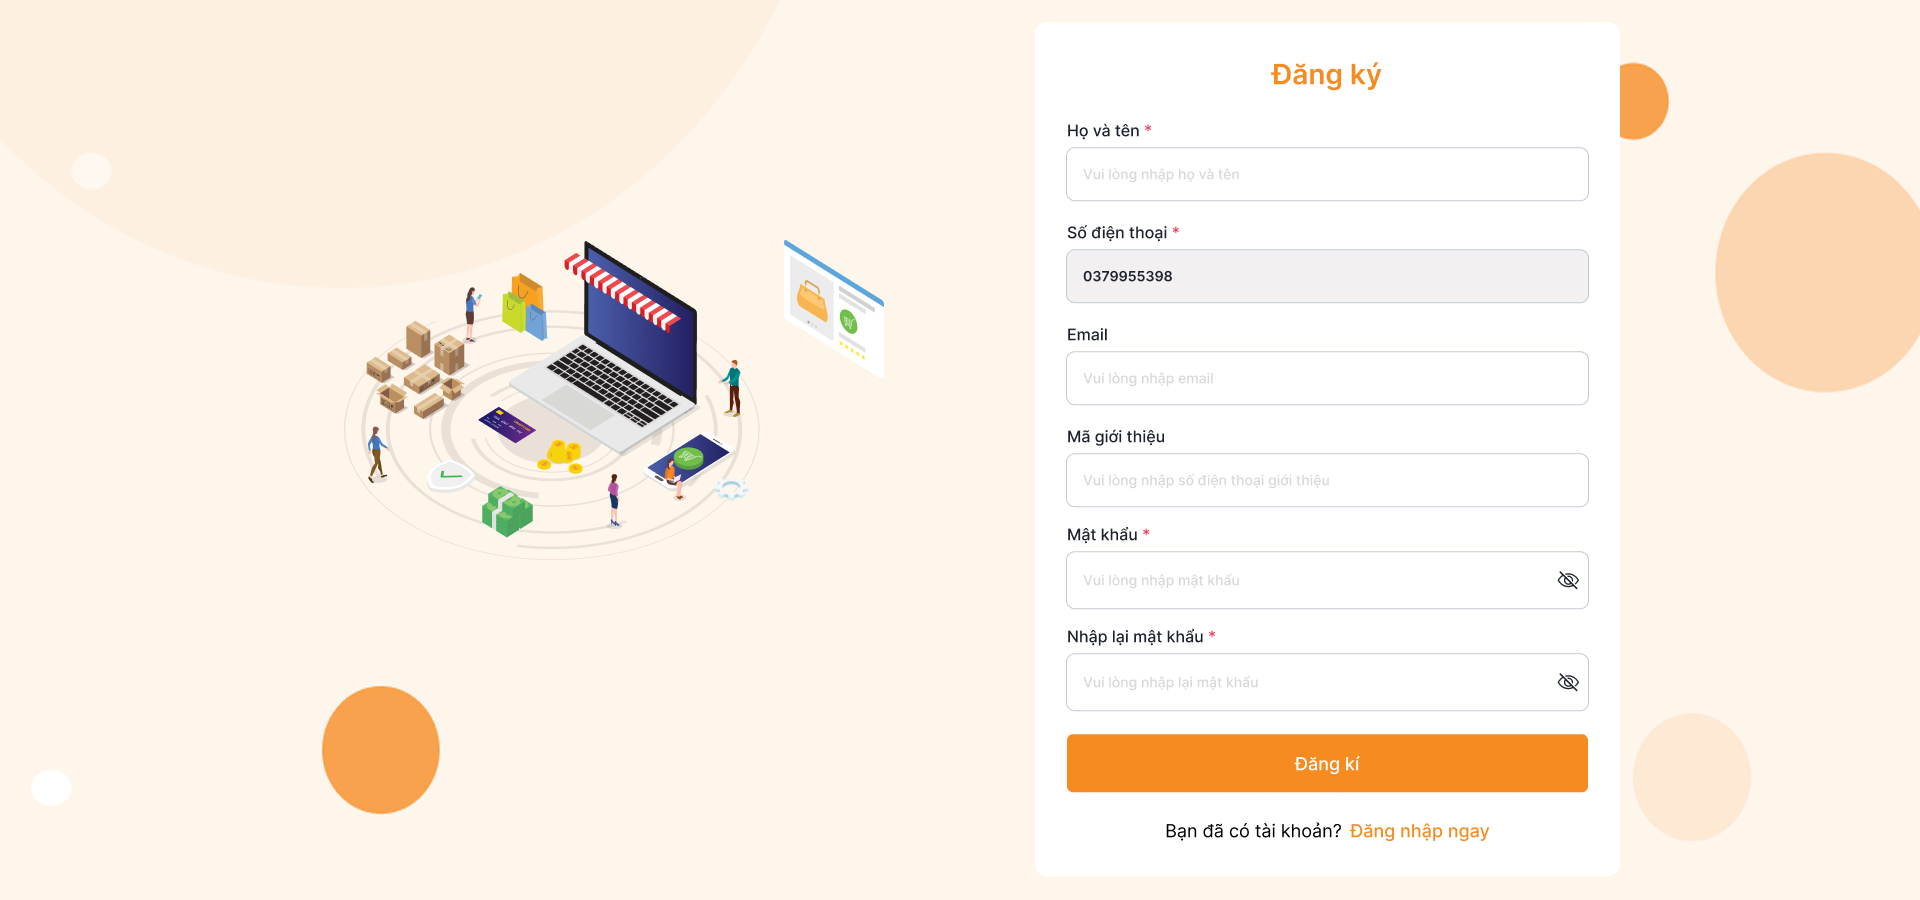 Đăng ký
Họ và tên *
Vui lòng nhập họ và tên
Số điện thoại *
0379955398
Email
Vui lòng nhập email
Mã giới thiệu
Vui lòng nhập số điện thoại giới thiệu
Mật khẩu *
Vui lòng nhập mật khẩu
Nhập lại mật khẩu *
Vui lòng nhập lại mật khẩu
Đăng kí
Bạn đã có tài khoản? Đăng nhập ngay